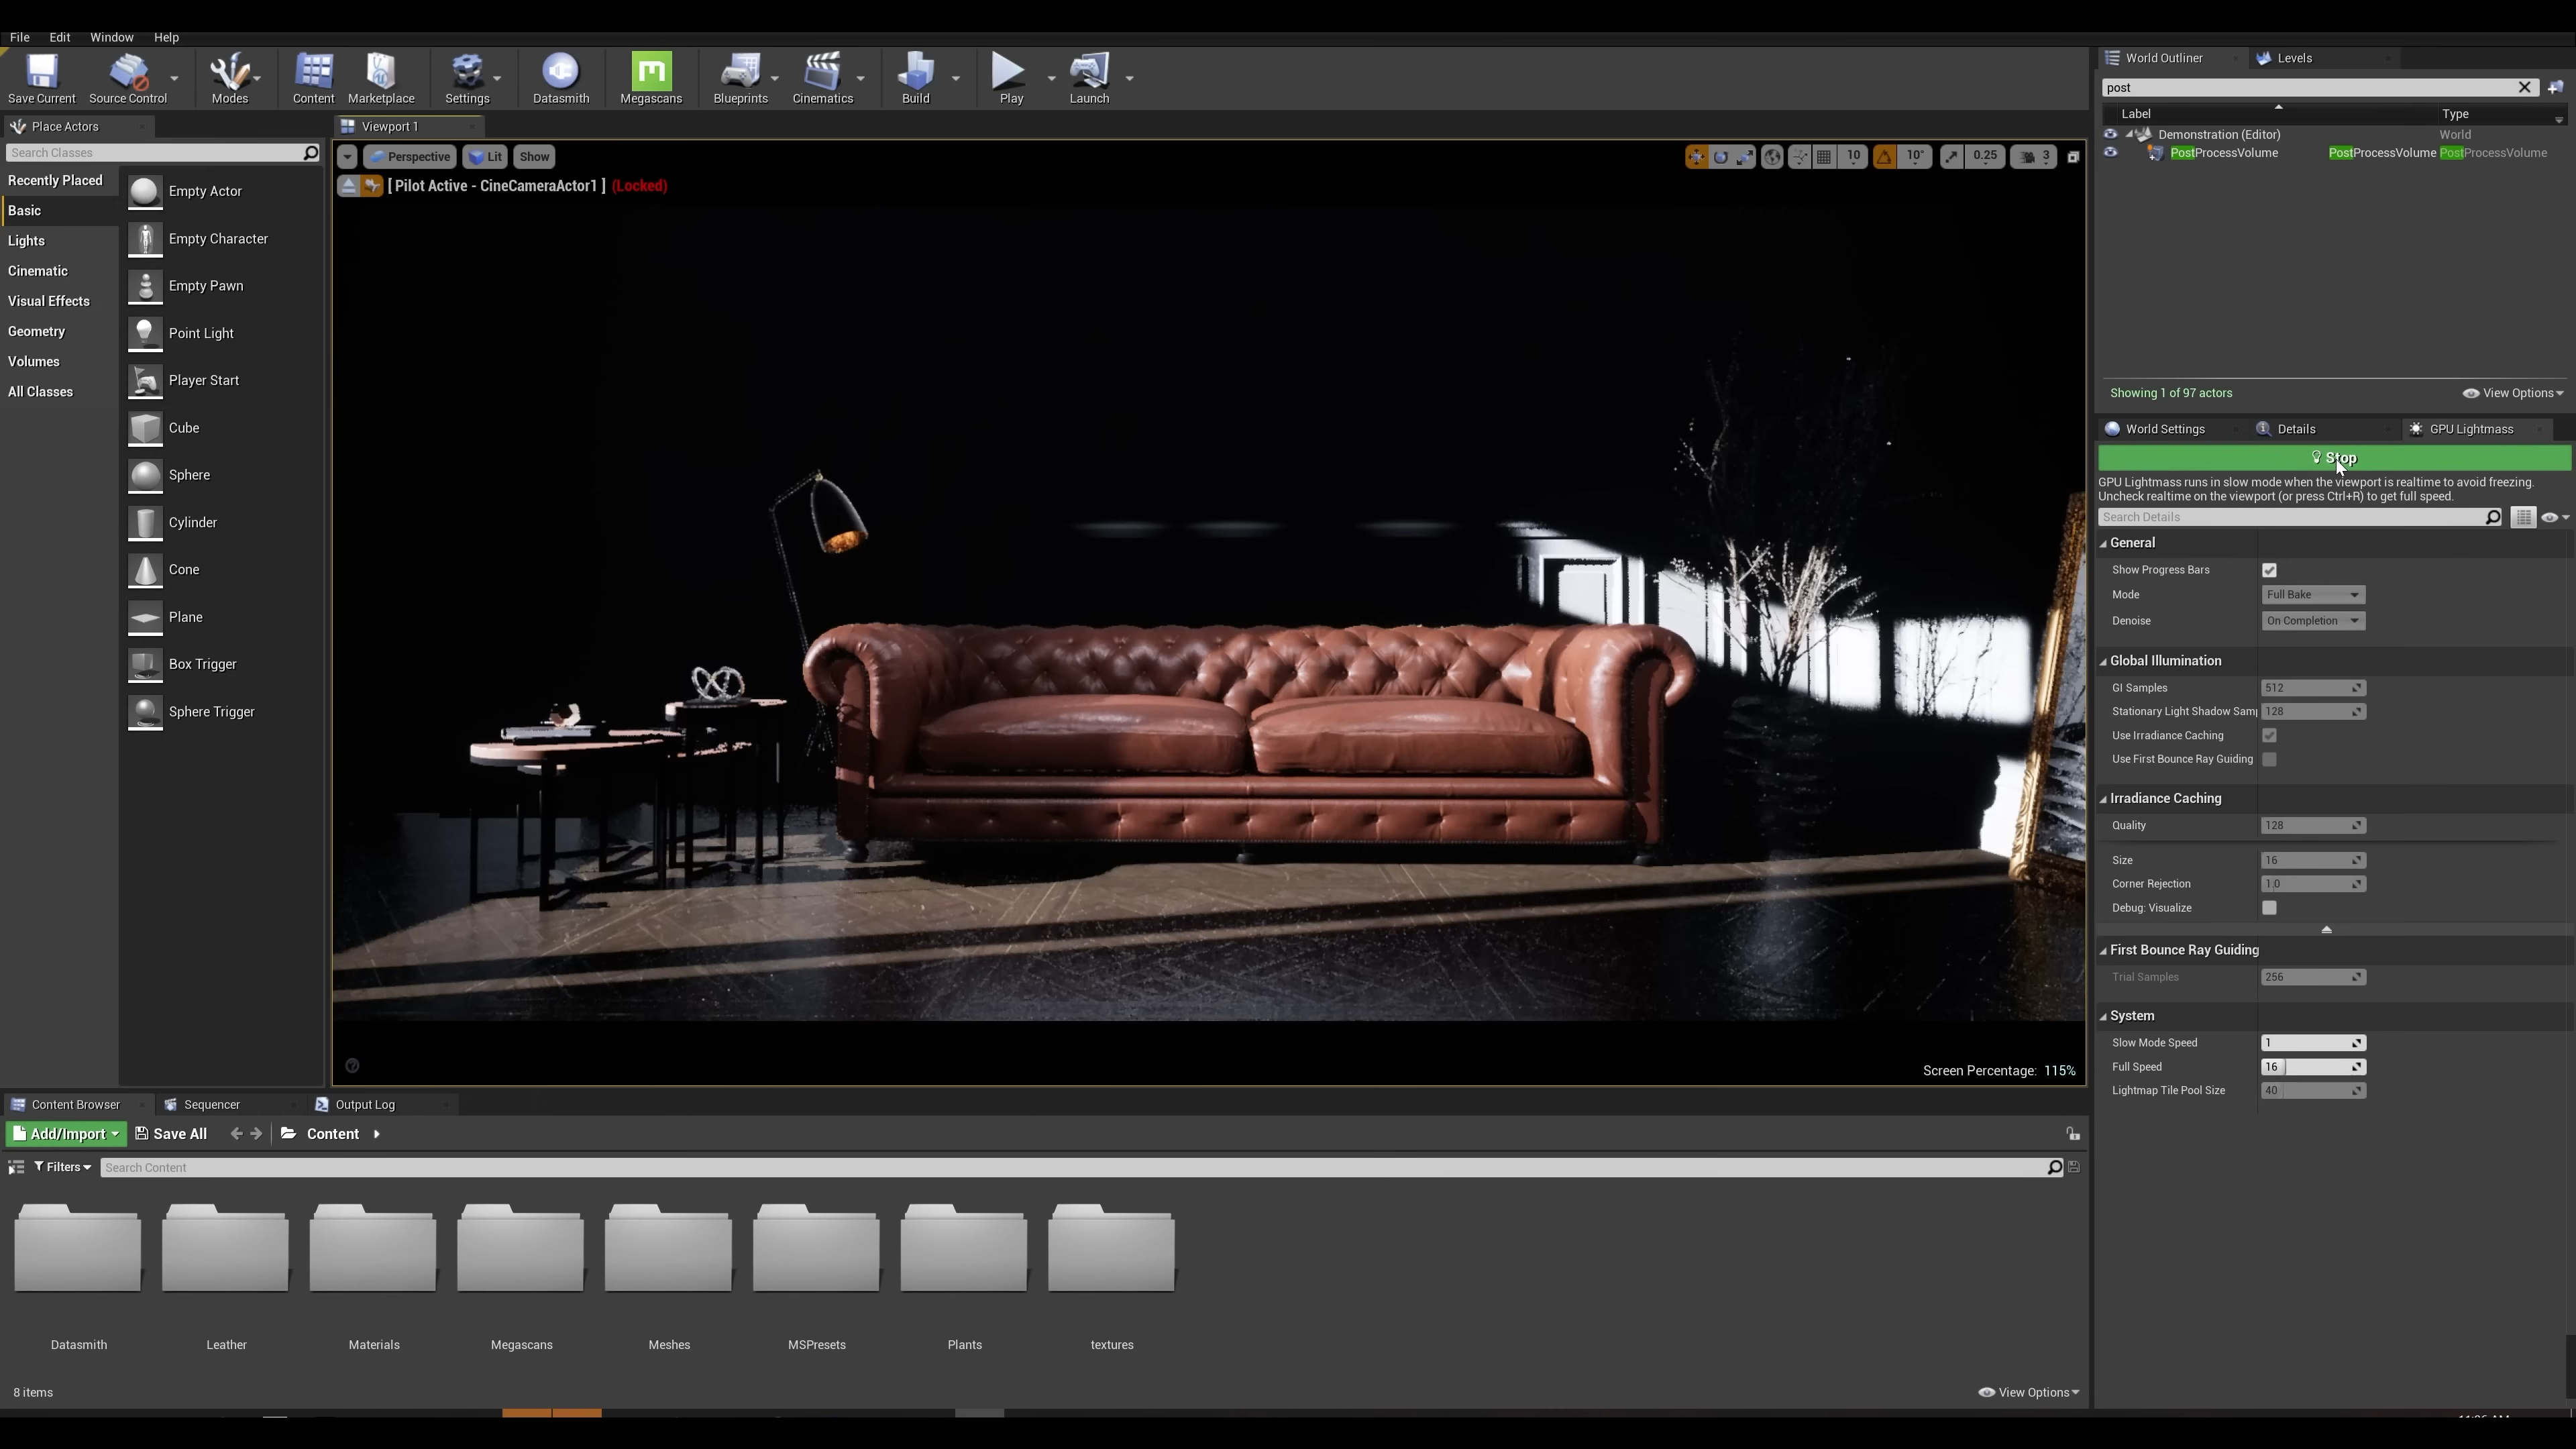 File Edit Window Help
Save Current Source Control Modes Content Marketplace Settings Datasmith Megascans Blueprints Cinematics Build Play Launch
Place Actors
Search Classes
Recently Placed
Basic
Lights
Cinematic
Visual Effects
Geometry
Volumes
All Classes
Empty Actor
Empty Character
Empty Pawn
Point Light
Player Start
Cube
Sphere
Cylinder
Cone
Plane
Box Trigger
Sphere Trigger
Viewport 1
Perspective Lit Show 10 10° 0.25 3
[ Pilot Active - CineCameraActor1 ] (Locked)
Screen Percentage: 115%
World Outliner Levels
post
Label Type
Demonstration (Editor) World
PostProcessVolume PostProcessVolume PostProcessVolume
Showing 1 of 97 actors View Options
World Settings Details GPU Lightmass
Stop
GPU Lightmass runs in slow mode when the viewport is realtime to avoid freezing.
Uncheck realtime on the viewport (or press Ctrl+R) to get full speed.
Search Details
General
Show Progress Bars
Mode Full Bake
Denoise On Completion
Global Illumination
GI Samples 512
Stationary Light Shadow Sam 128
Use Irradiance Caching
Use First Bounce Ray Guiding
Irradiance Caching
Quality 128
Size 16
Corner Rejection 1.0
Debug: Visualize
First Bounce Ray Guiding
Trial Samples 256
System
Slow Mode Speed 1
Full Speed 16
Lightmap Tile Pool Size 40
Content Browser Sequencer Output Log
Add/Import Save All Content
Filters Search Content
Datasmith Leather Materials Megascans Meshes MSPresets Plants textures
8 items View Options